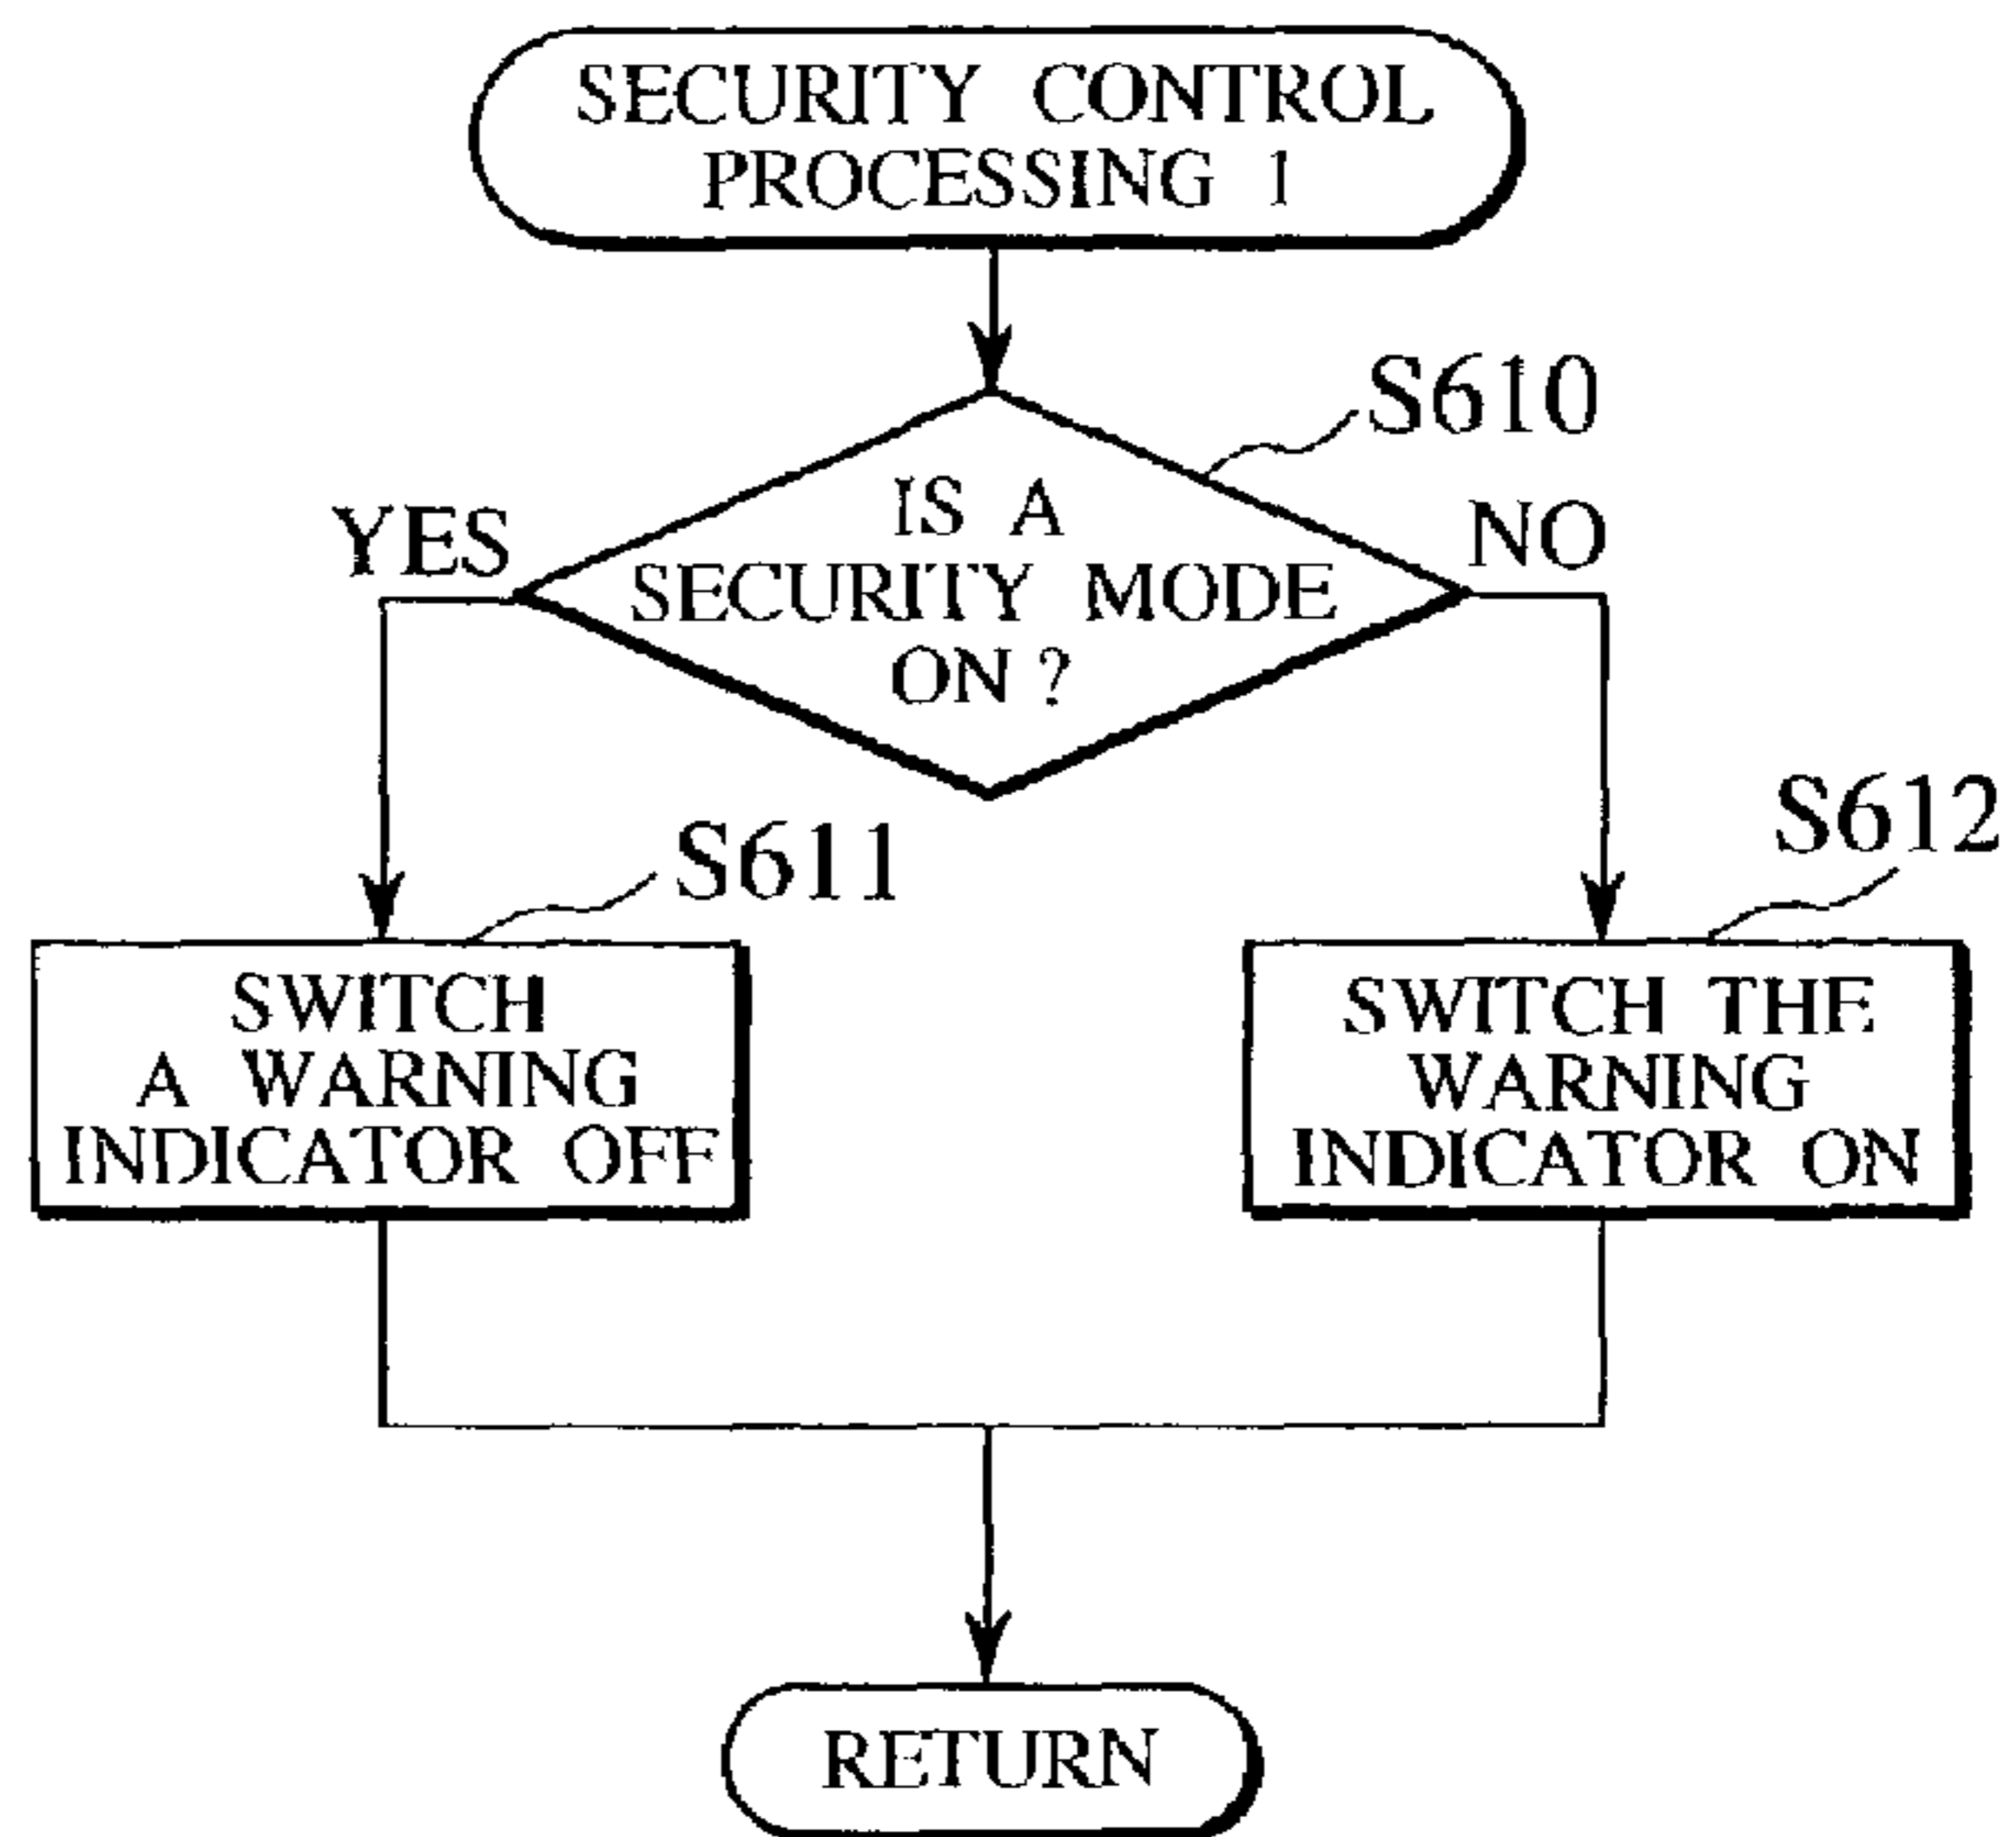 SECURITY CONTROL
PROCESSING 1
S610
IS A
SECURITY MODE
ON ?
YES
NO
S611
S612
SWITCH
A WARNING
INDICATOR OFF
SWITCH THE
WARNING
INDICATOR ON
RETURN